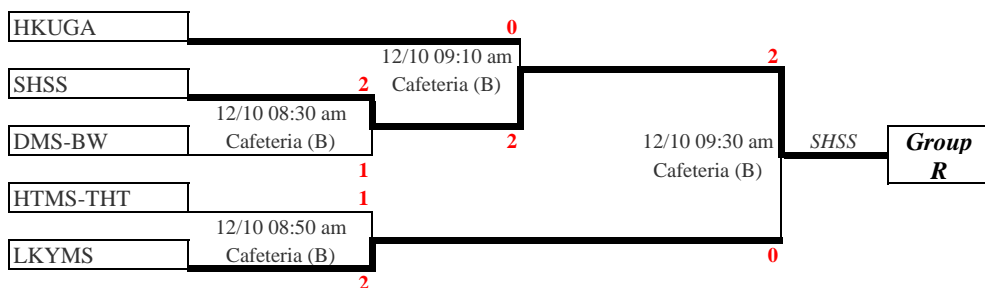 HKUGA
0
12/10 09:10 am
Cafeteria (B)
2
SHSS
2
12/10 08:30 am
Cafeteria (B)
DMS-BW
1
2
12/10 09:30 am
Cafeteria (B)
SHSS
Group
R
HTMS-THT
1
12/10 08:50 am
Cafeteria (B)
LKYMS
2
0